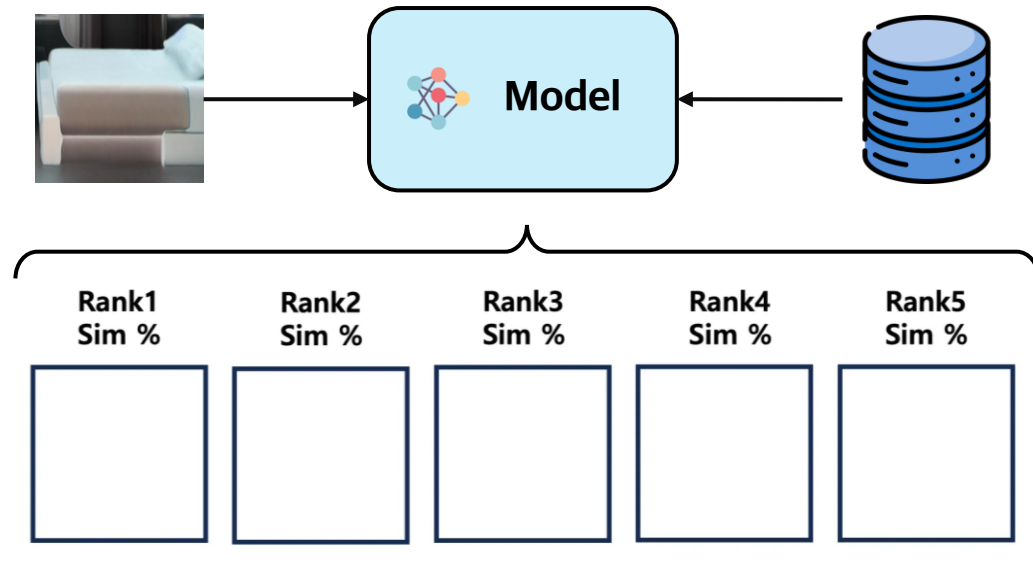 Model
Rank1
Sim %
Rank2
Sim %
Rank3
Sim %
Rank4
Sim %
Rank5
Sim %